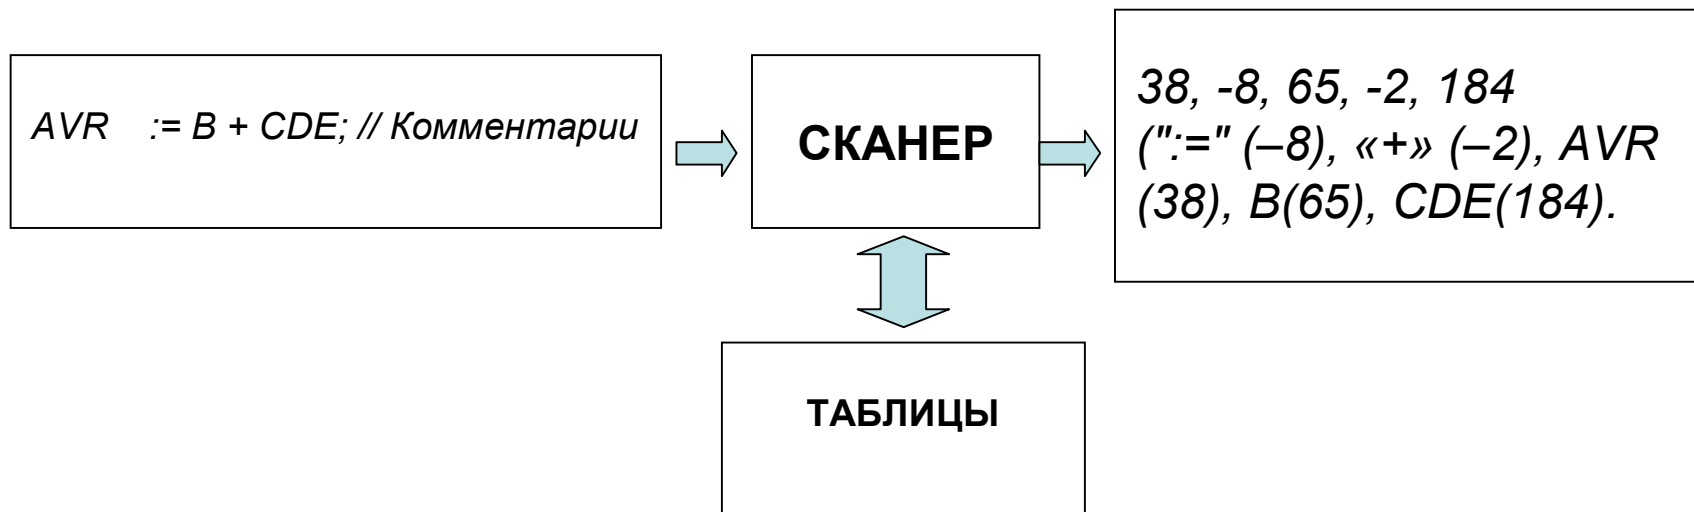 AVR := B + CDE; // Комментарии
СКАНЕР
38, -8, 65, -2, 184
(":=" (–8), «+» (–2), AVR
(38), B(65), CDE(184).
ТАБЛИЦЫ